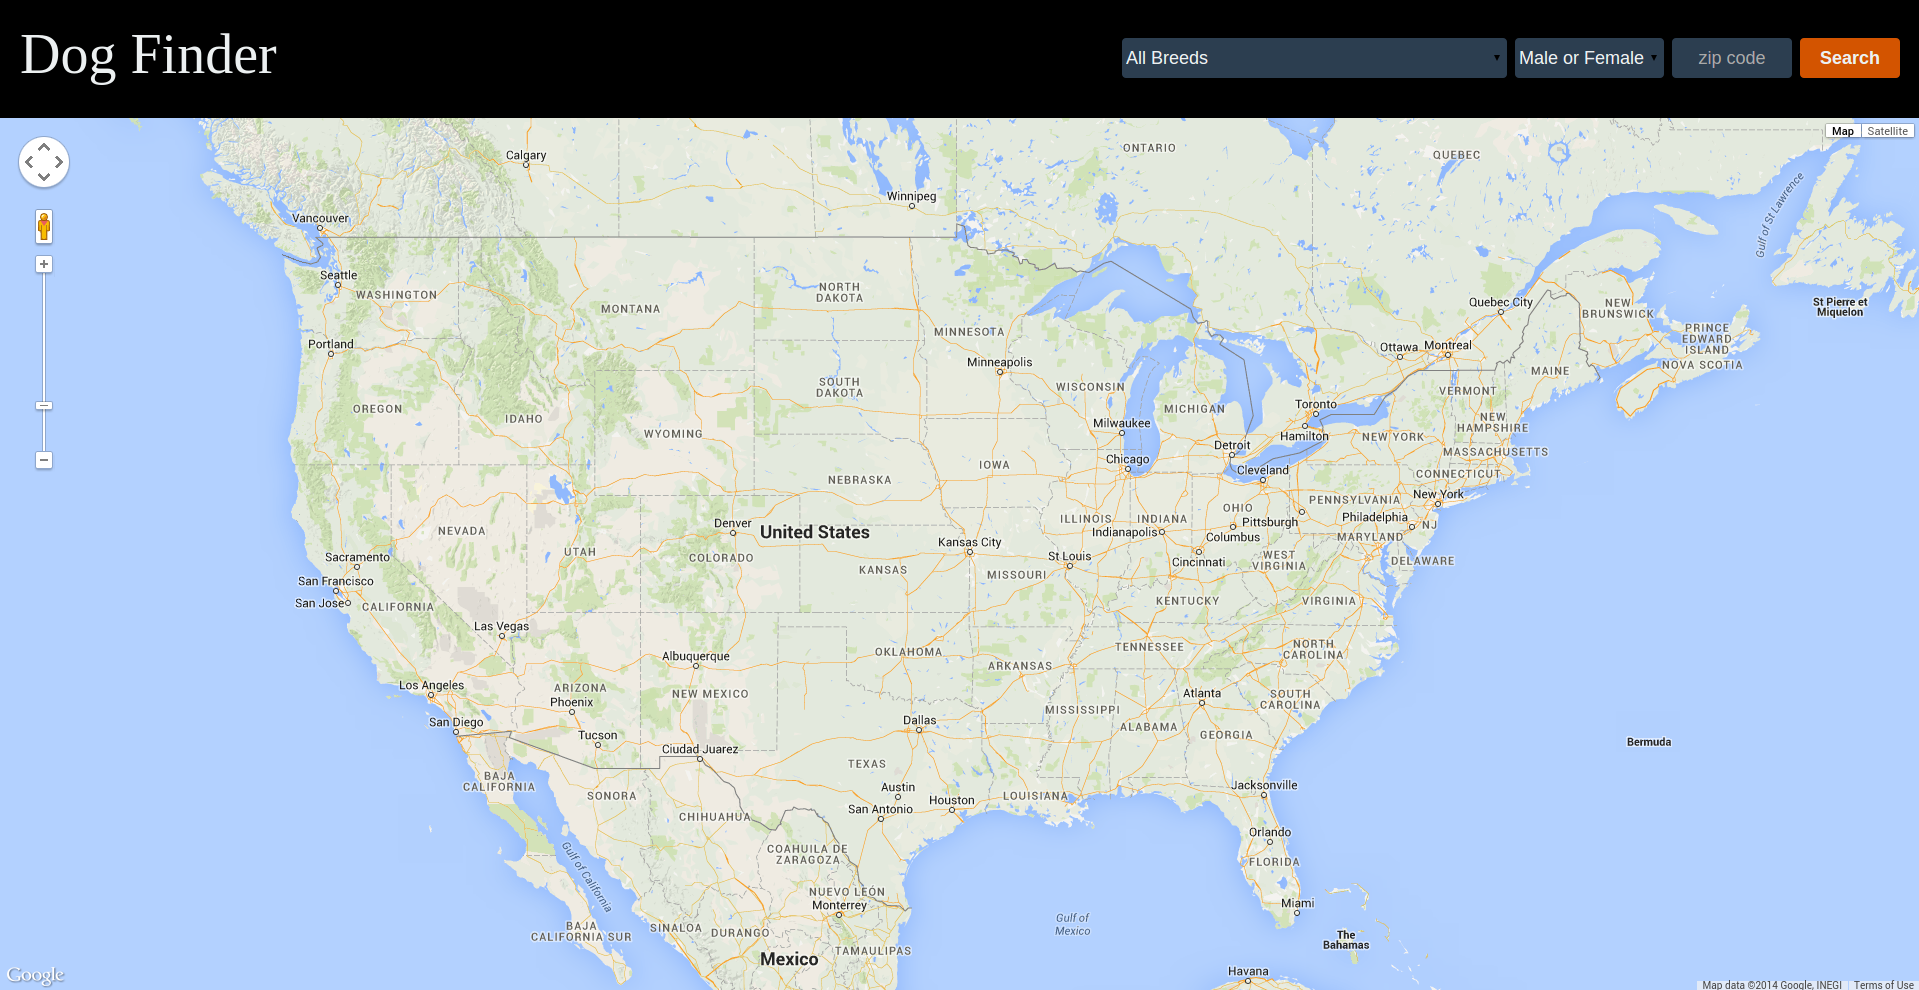 Dog Finder
All Breeds
Male or Female
zip code
Search
Map
Satellite
Calgary
ONTARIO
QUEBEC
Winnipeg
Vancouver
Gulf of St Lawrence
Seattle
WASHINGTON
MONTANA
NORTH
DAKOTA
Quebec City
NEW
BRUNSWICK
St Pierre et
Miquelon
MINNESOTA
PRINCE
EDWARD
ISLAND
Portland
Minneapolis
Ottawa
Montreal
MAINE
NOVA SCOTIA
SOUTH
DAKOTA
WISCONSIN
VERMONT
OREGON
IDAHO
MICHIGAN
Toronto
NEW
HAMPSHIRE
WYOMING
Milwaukee
Hamilton
NEW YORK
Detroit
MASSACHUSETTS
Chicago
IOWA
Cleveland
CONNECTICUT
NEBRASKA
PENNSYLVANIA
New York
OHIO
NEVADA
Denver
United States
ILLINOIS
INDIANA
Pittsburgh
Philadelphia
NJ
Indianapolis
Columbus
MARYLAND
Kansas City
UTAH
COLORADO
St Louis
Cincinnati
WEST
VIRGINIA
DELAWARE
Sacramento
KANSAS
MISSOURI
San Francisco
San Jose
CALIFORNIA
KENTUCKY
VIRGINIA
Las Vegas
Albuquerque
OKLAHOMA
ARKANSAS
TENNESSEE
NORTH
CAROLINA
Los Angeles
ARIZONA
Phoenix
NEW MEXICO
Atlanta
SOUTH
CAROLINA
MISSISSIPPI
San Diego
Dallas
ALABAMA
GEORGIA
Tucson
Ciudad Juarez
Bermuda
TEXAS
BAJA
CALIFORNIA
SONORA
Austin
Houston
LOUISIANA
Jacksonville
San Antonio
CHIHUAHUA
Orlando
Gulf of California
COAHUILA DE
ZARAGOZA
FLORIDA
NUEVO LEÓN
Monterrey
Miami
Gulf of
Mexico
BAJA
CALIFORNIA SUR
SINALOA
DURANGO
The
Bahamas
TAMAULIPAS
Mexico
Havana
Google
Map data ©2014 Google, INEGI
Terms of Use